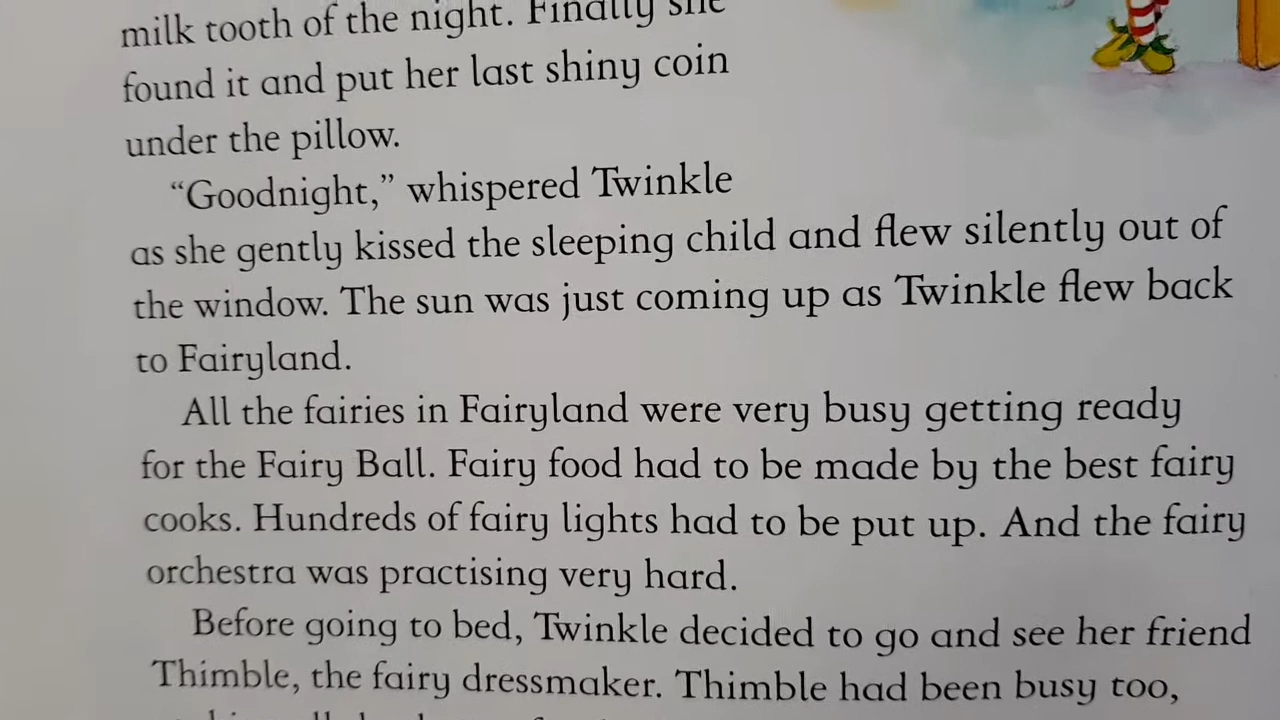 milk tooth of the night. Finally she
found it and put her last shiny coin
under the pillow.
“Goodnight,” whispered Twinkle
as she gently kissed the sleeping child and flew silently out of
the window. The sun was just coming up as Twinkle flew back
to Fairyland.
All the fairies in Fairyland were very busy getting ready
for the Fairy Ball. Fairy food had to be made by the best fairy
cooks. Hundreds of fairy lights had to be put up. And the fairy
orchestra was practising very hard.
Before going to bed, Twinkle decided to go and see her friend
Thimble, the fairy dressmaker. Thimble had been busy too,